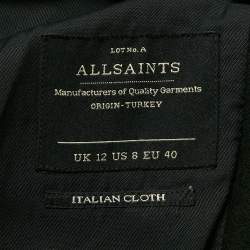 LOT No. A
ALLSAINTS
Manufacturers of Quality Garments
ORIGIN-TURKEY
UK 12 US 8 EU 40
ITALIAN CLOTH